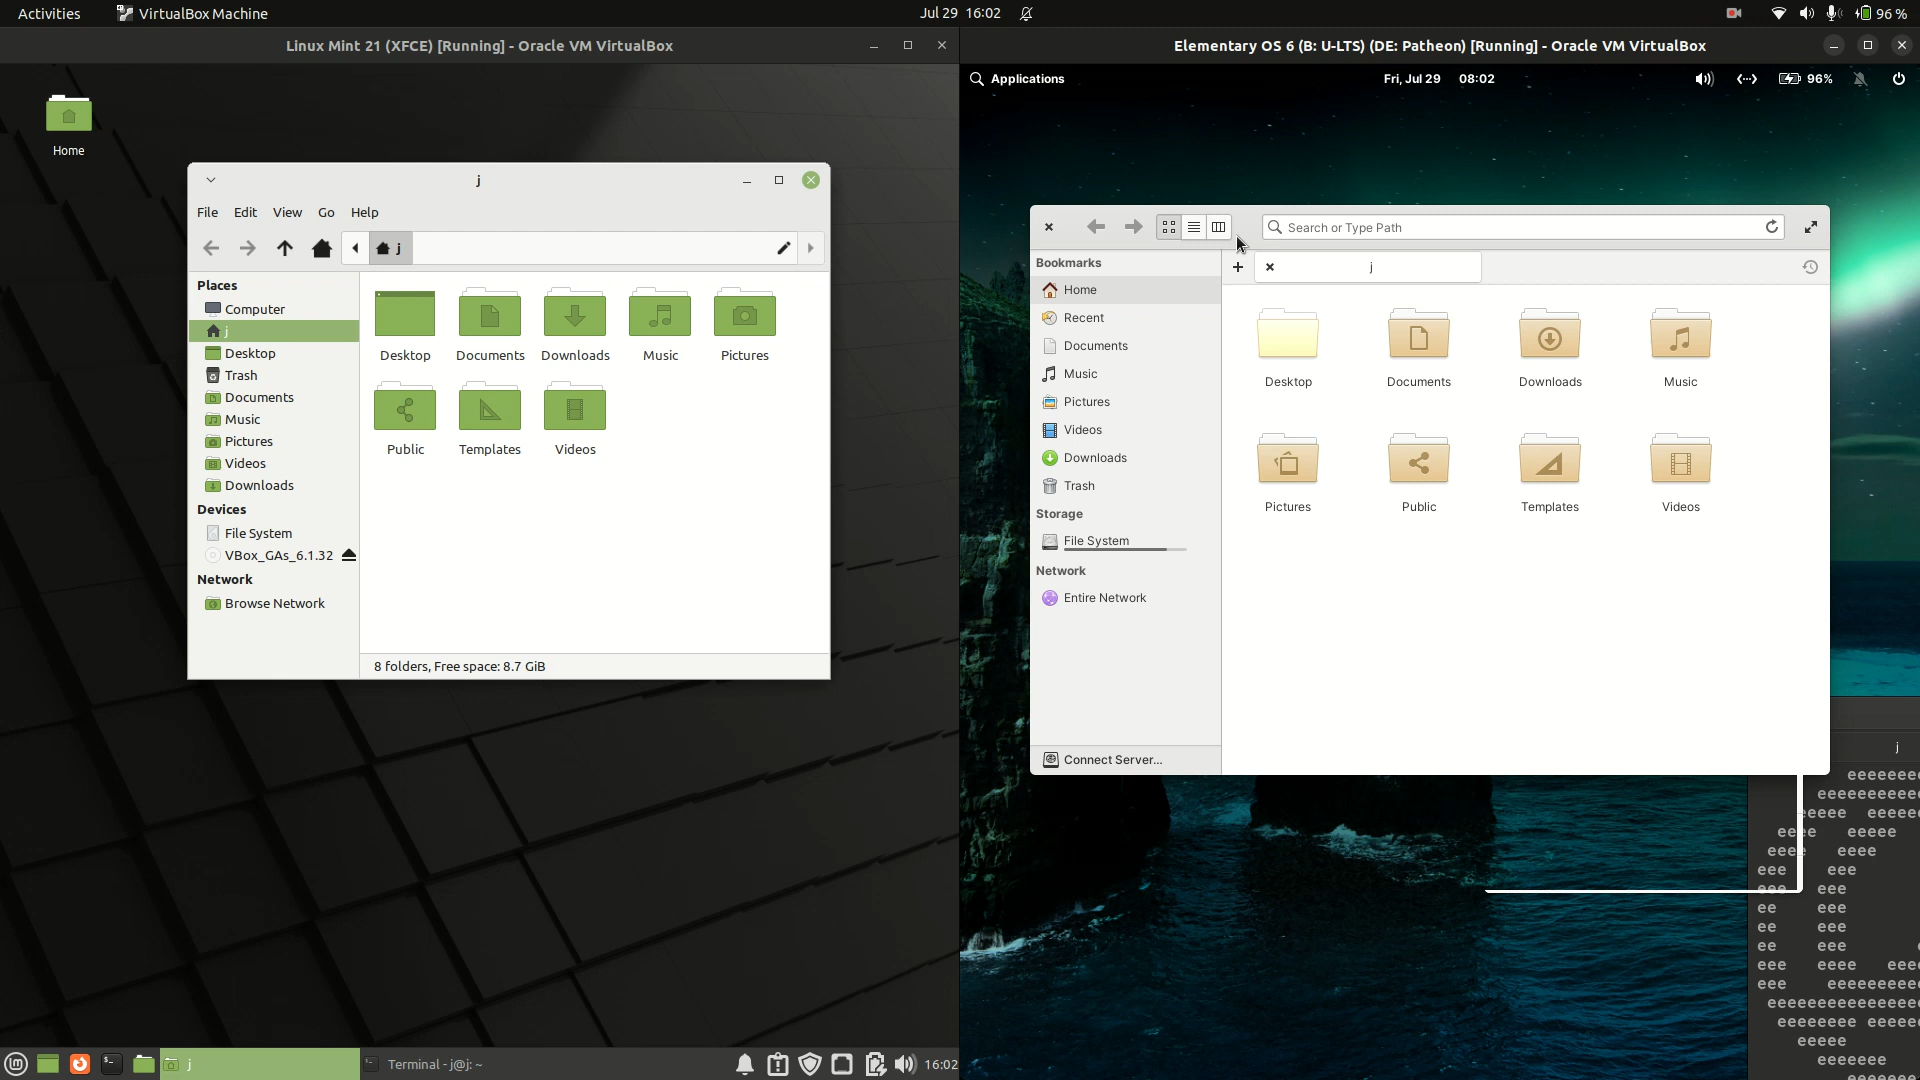 Activities
VirtualBox Machine
Jul 29 16:02
96 %
Linux Mint 21 (XFCE) [Running] - Oracle VM VirtualBox
Home
j
File Edit View Go Help
j
Places
Computer
j
Desktop
Trash
Documents
Music
Pictures
Videos
Downloads
Devices
File System
VBox_GAs_6.1.32
Network
Browse Network
Desktop Documents Downloads Music Pictures
Public Templates Videos
8 folders, Free space: 8.7 GiB
j
Terminal - j@j: ~
16:02
Elementary OS 6 (B: U-LTS) (DE: Patheon) [Running] - Oracle VM VirtualBox
Applications
Fri, Jul 29 08:02
96%
Search or Type Path
j
Bookmarks
Home
Recent
Documents
Music
Pictures
Videos
Downloads
Trash
Storage
File System
Network
Entire Network
Connect Server...
Desktop Documents Downloads Music
Pictures Public Templates Videos
j